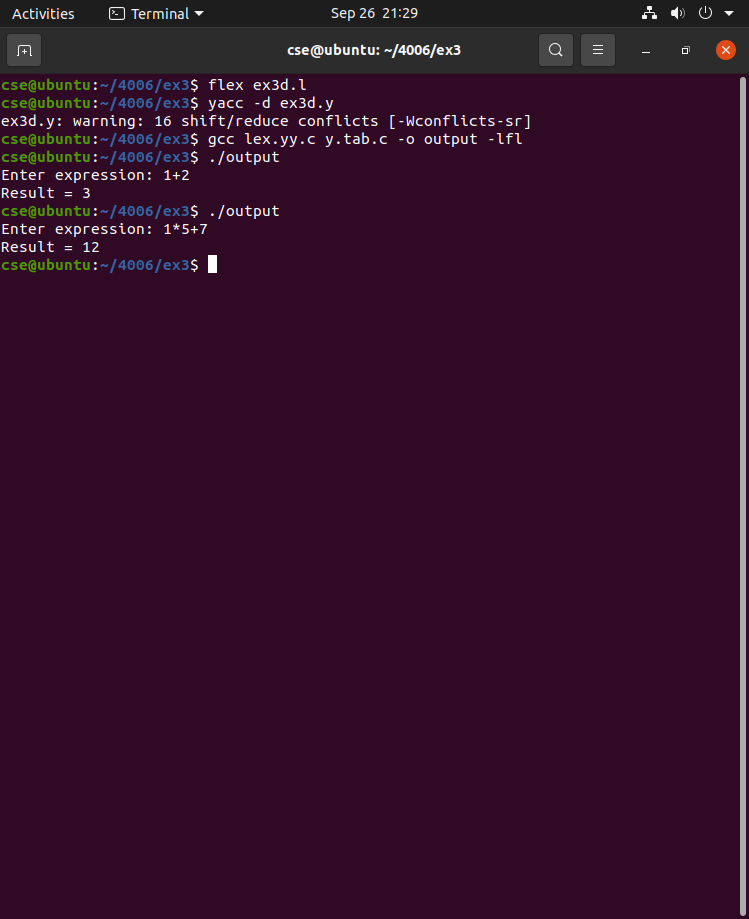 Activities Terminal Sep 26 21:29
cse@ubuntu: ~/4006/ex3
cse@ubuntu:~/4006/ex3$ flex ex3d.l
cse@ubuntu:~/4006/ex3$ yacc -d ex3d.y
ex3d.y: warning: 16 shift/reduce conflicts [-Wconflicts-sr]
cse@ubuntu:~/4006/ex3$ gcc lex.yy.c y.tab.c -o output -lfl
cse@ubuntu:~/4006/ex3$ ./output
Enter expression: 1+2
Result = 3
cse@ubuntu:~/4006/ex3$ ./output
Enter expression: 1*5+7
Result = 12
cse@ubuntu:~/4006/ex3$